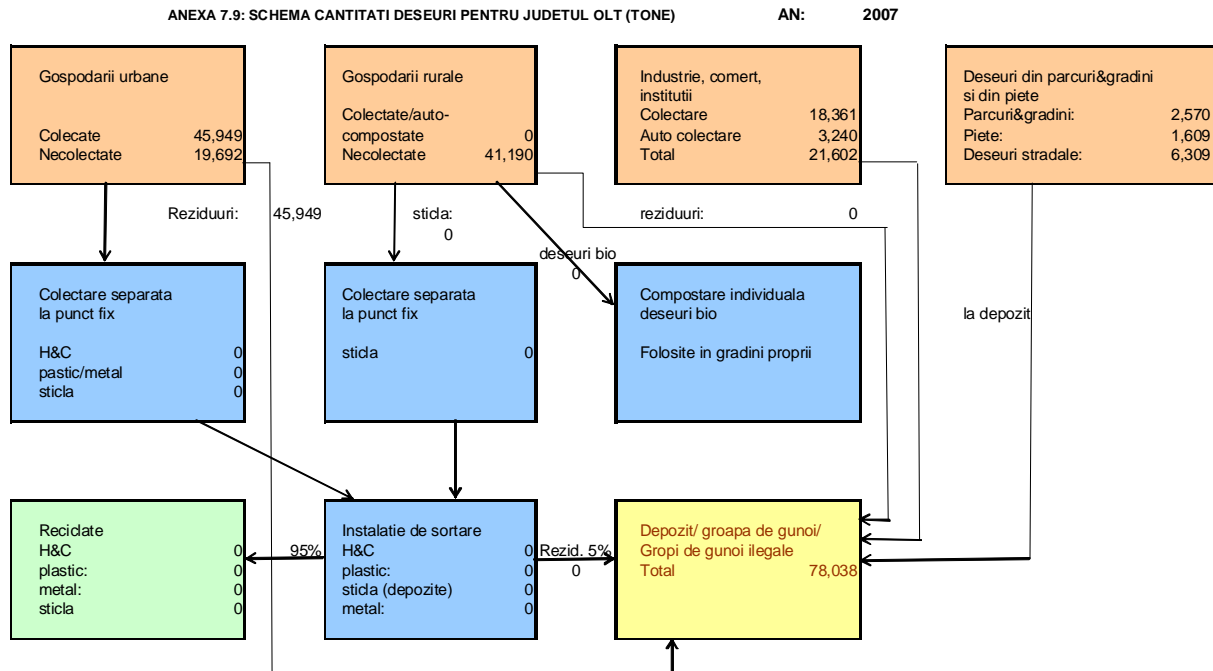 ANEXA 7.9: SCHEMA CANTITATI DESEURI PENTRU JUDETUL OLT (TONE) AN: 2007
Gospodarii urbane
Colecate 45,949
Necolectate 19,692
Gospodarii rurale
Colectate/auto-
compostate 0
Necolectate 41,190
Industrie, comert,
institutii
Colectare 18,361
Auto colectare 3,240
Total 21,602
Deseuri din parcuri&gradini
si din piete
Parcuri&gradini: 2,570
Piete: 1,609
Deseuri stradale: 6,309
Reziduuri: 45,949
sticla:
0
reziduuri: 0
deseuri bio
0
Colectare separata
la punct fix
H&C 0
pastic/metal 0
sticla 0
Colectare separata
la punct fix
sticla 0
Compostare individuala
deseuri bio
Folosite in gradini proprii
la depozit
Reciclate
H&C 0
plastic: 0
metal: 0
sticla 0
95%
Instalatie de sortare
H&C 0
plastic: 0
sticla (depozite) 0
metal: 0
Rezid. 5%
0
Depozit/ groapa de gunoi/
Gropi de gunoi ilegale
Total 78,038